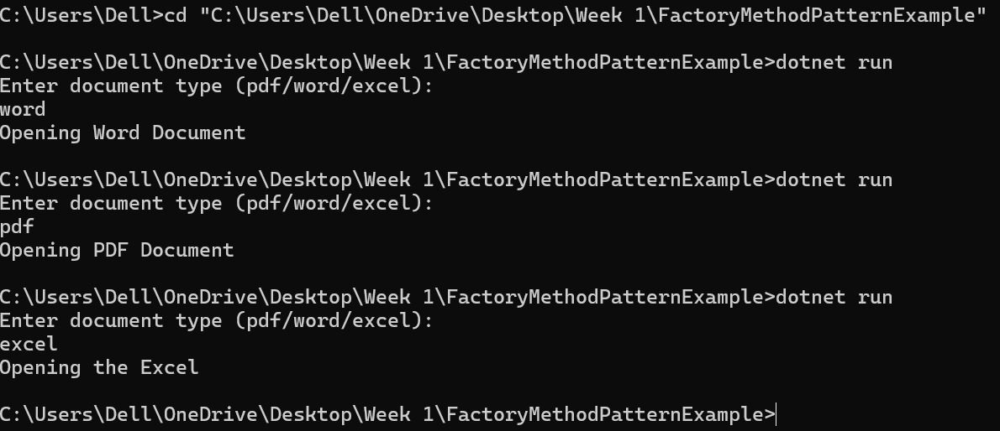 C:\Users\Dell>cd "C:\Users\Dell\OneDrive\Desktop\Week 1\FactoryMethodPatternExample"
C:\Users\Dell\OneDrive\Desktop\Week 1\FactoryMethodPatternExample>dotnet run
Enter document type (pdf/word/excel):
word
Opening Word Document
C:\Users\Dell\OneDrive\Desktop\Week 1\FactoryMethodPatternExample>dotnet run
Enter document type (pdf/word/excel):
pdf
Opening PDF Document
C:\Users\Dell\OneDrive\Desktop\Week 1\FactoryMethodPatternExample>dotnet run
Enter document type (pdf/word/excel):
excel
Opening the Excel
C:\Users\Dell\OneDrive\Desktop\Week 1\FactoryMethodPatternExample>